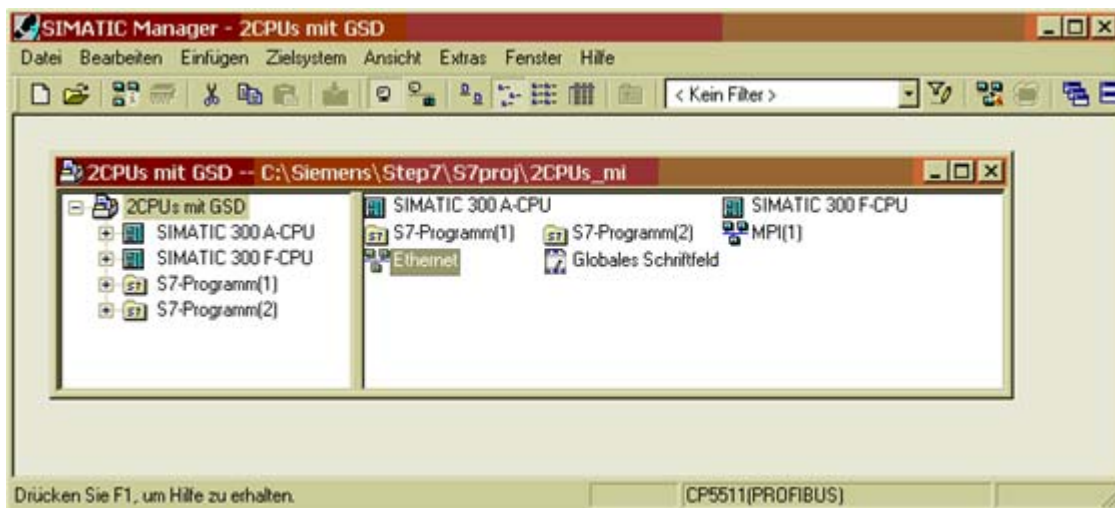 SIMATIC Manager - 2CPUs mit GSD
Datei Bearbeiten Einfügen Zielsystem Ansicht Extras Fenster Hilfe
< Kein Filter >
2CPUs mit GSD -- C:\Siemens\Step7\S7proj\2CPUs_mi
2CPUs mit GSD
SIMATIC 300 A-CPU
SIMATIC 300 F-CPU
S7-Programm(1)
S7-Programm(2)
SIMATIC 300 A-CPU SIMATIC 300 F-CPU
S7-Programm(1) S7-Programm(2) MPI(1)
Ethernet Globales Schriftfeld
Drücken Sie F1, um Hilfe zu erhalten. CP5511(PROFIBUS)